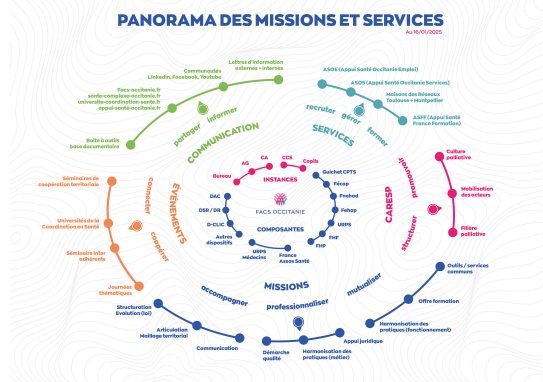 PANORAMA DES MISSIONS ET SERVICES
Au 16/01/2025
Lettres d'information
externes + internes
Communautés
Linkedin, Facebook, Youtube
Facs-occitanie.fr
sante-complexe-occitanie.fr
universite-coordination-sante.fr
appui-sante-occitanie.fr
Boîte à outils
base documentaire
partager informer
COMMUNICATION
ASOE (Appui Santé Occitanie Emploi)
ASOS (Appui Santé Occitanie Services)
Maisons des Réseaux
Toulouse + Montpellier
ASFF (Appui Santé
France Formation)
recruter gérer former
SERVICES
Culture
palliative
Mobilisation
des acteurs
Filière
palliative
promouvoir
structurer
CARESP
Séminaires de
coopération territoriale
Universités de la
Coordination en Santé
Séminaire inter
adhérents
Journées
thématiques
connecter
coopérer
ÉVÉNEMENTS
Bureau
AG
CA
CCS
Copils
INSTANCES
FACS OCCITANIE
COMPOSANTES
Guichet CPTS
Fécop
Fnehad
Fehap
URPS
FHF
FHP
France
Assos Santé
URPS
Médecins
Autres
dispositifs
D-CLIC
DSR / DR
DAC
MISSIONS
accompagner
professionnaliser
mutualiser
Structuration
Evolution (loi)
Articulation
Maillage territorial
Communication
Démarche
qualité
Harmonisation des
pratiques (métier)
Appui juridique
Harmonisation des
pratiques (fonctionnement)
Offre formation
Outils / services
communs